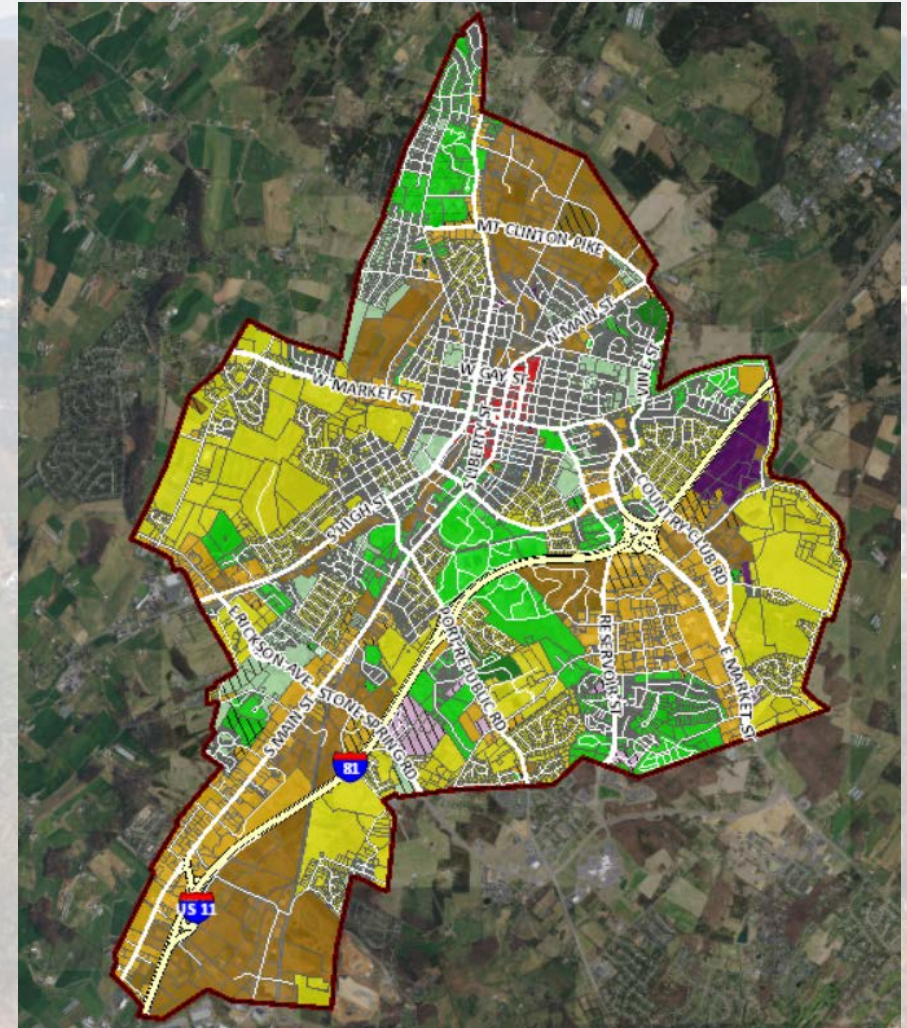 MT CLINTON PIKE
N MAIN ST
W GAY ST
W MARKET ST
S LIBERTY ST
S HIGH ST
COUNTRY CLUB RD
ERICKSON AVE
STONE SPRING RD
PORT REPUBLIC RD
RESERVOIR ST
E MARKET ST
S MAIN ST
81
US 11